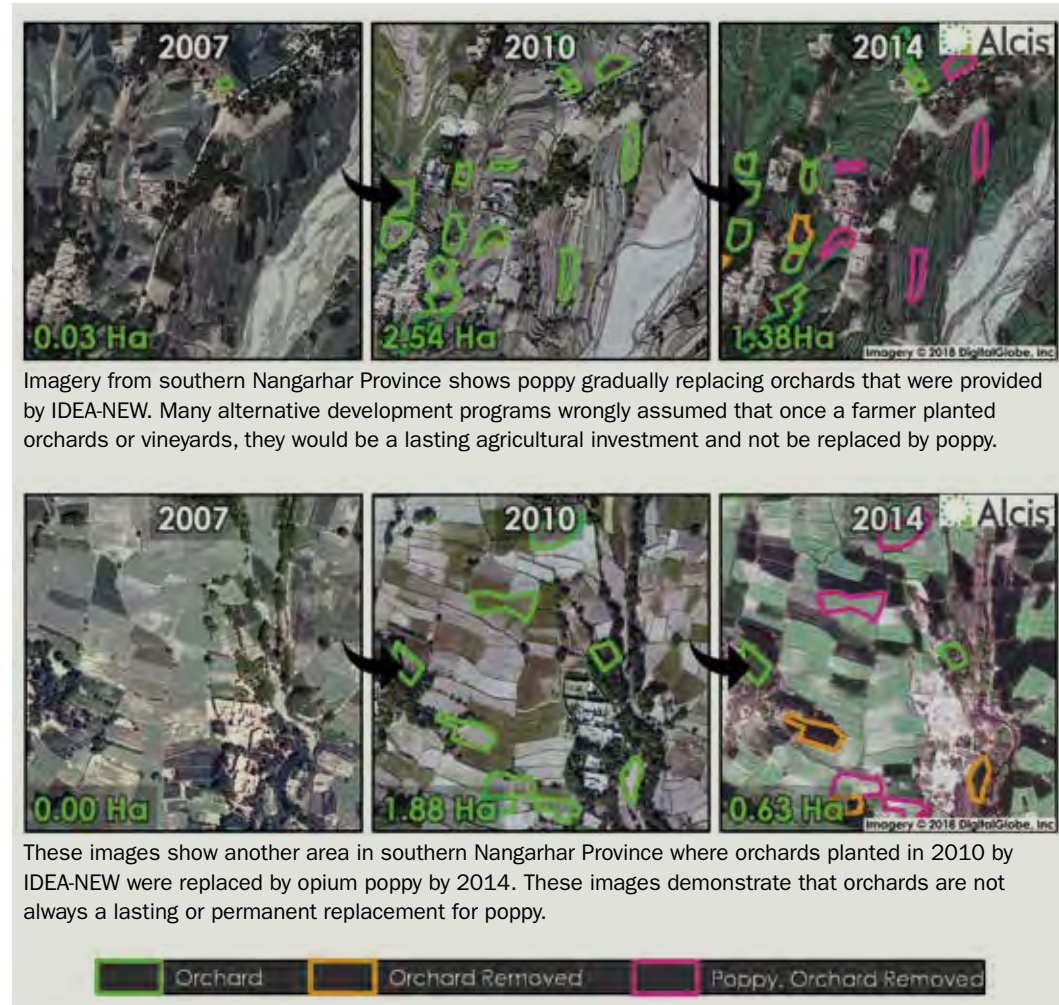 2007
2010
2014
Alcis
0.03 Ha
2.54 Ha
1.38Ha
Imagery © 2018 DigitalGlobe, Inc
Imagery from southern Nangarhar Province shows poppy gradually replacing orchards that were provided
by IDEA-NEW. Many alternative development programs wrongly assumed that once a farmer planted
orchards or vineyards, they would be a lasting agricultural investment and not be replaced by poppy.
2007
2010
2014
Alcis
0.00 Ha
1.88 Ha
0.63 Ha
Imagery © 2018 DigitalGlobe, Inc
These images show another area in southern Nangarhar Province where orchards planted in 2010 by
IDEA-NEW were replaced by opium poppy by 2014. These images demonstrate that orchards are not
always a lasting or permanent replacement for poppy.
Orchard
Orchard Removed
Poppy, Orchard Removed